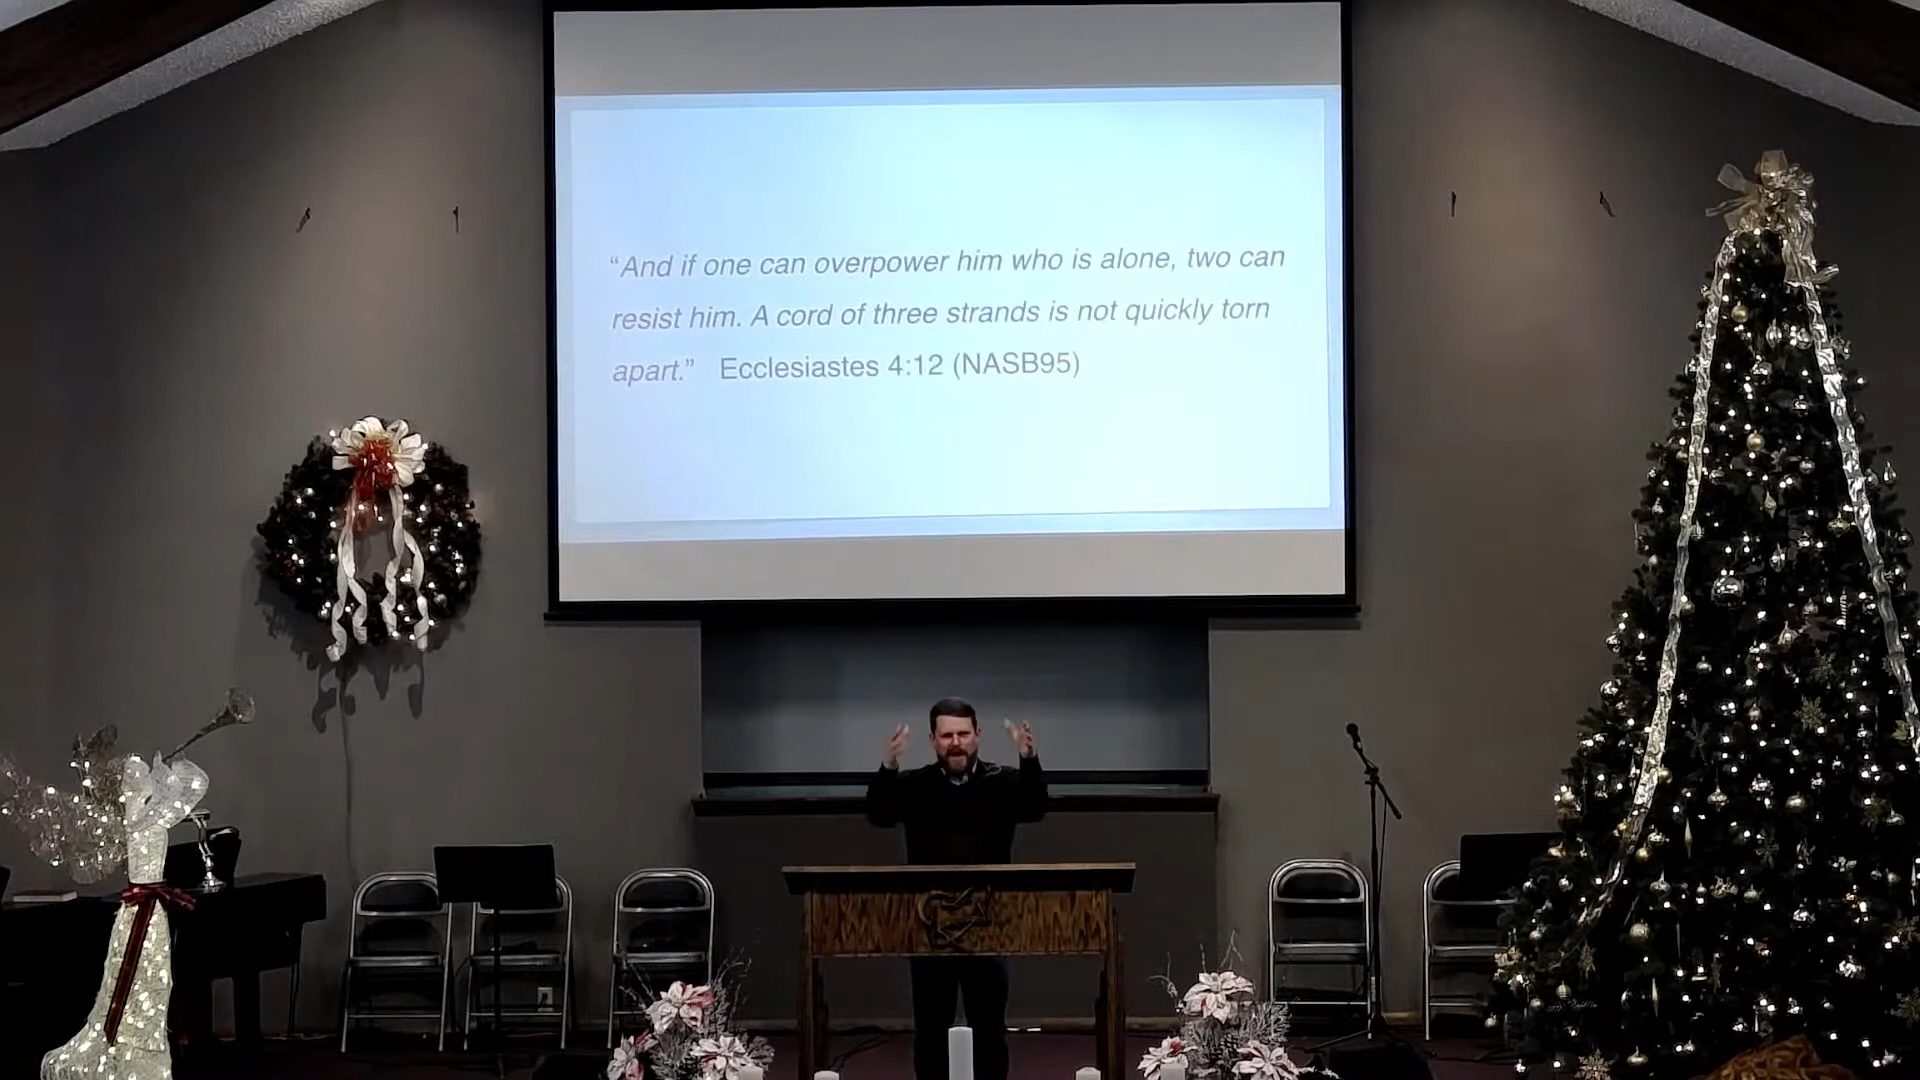 “And if one can overpower him who is alone, two can
resist him. A cord of three strands is not quickly torn
apart.” Ecclesiastes 4:12 (NASB95)